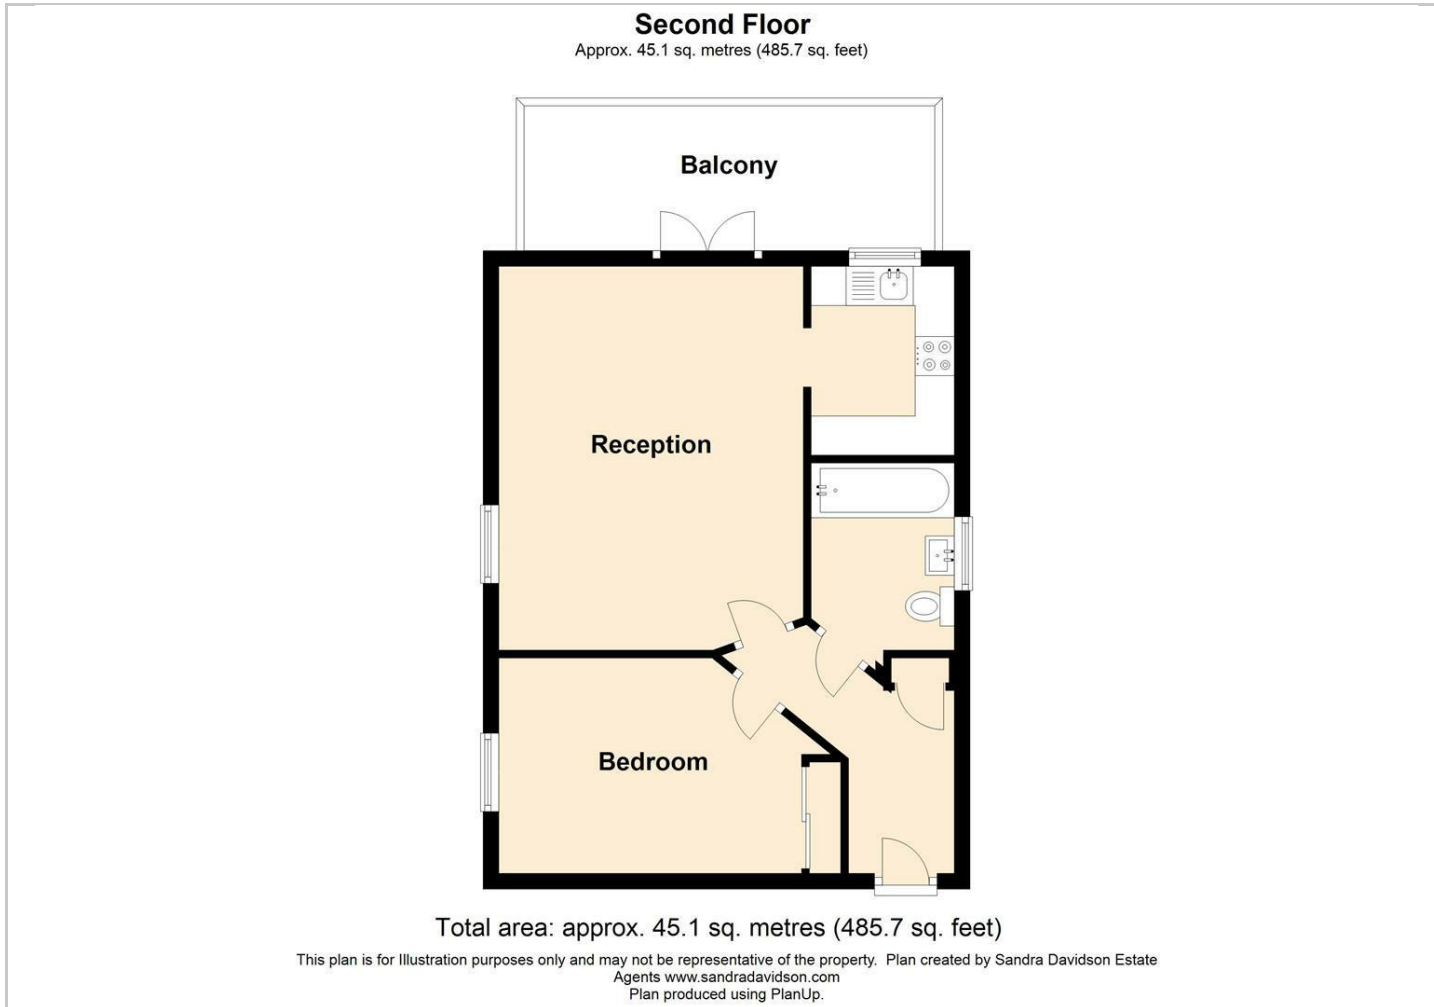 Second Floor
Approx. 45.1 sq. metres (485.7 sq. feet)
Balcony
Reception
Bedroom
Total area: approx. 45.1 sq. metres (485.7 sq. feet)
This plan is for Illustration purposes only and may not be representative of the property.  Plan created by Sandra Davidson Estate
Agents www.sandradavidson.com
Plan produced using PlanUp.